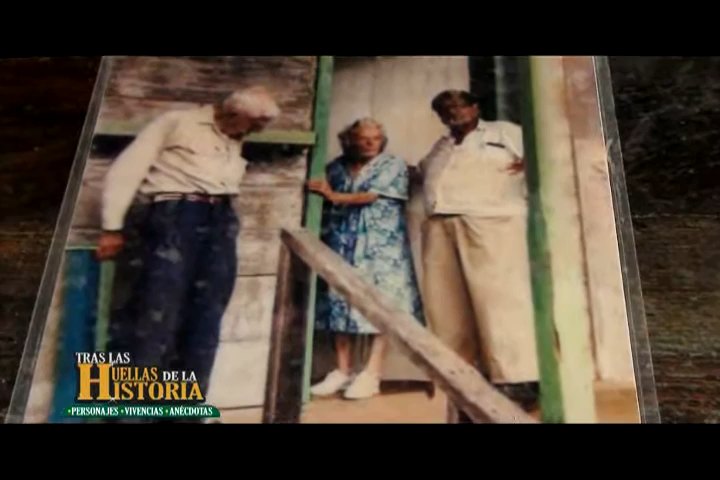 TRAS LAS
HUELLAS DE LA
HISTORIA
•PERSONAJES •VIVENCIAS •ANÉCDOTAS